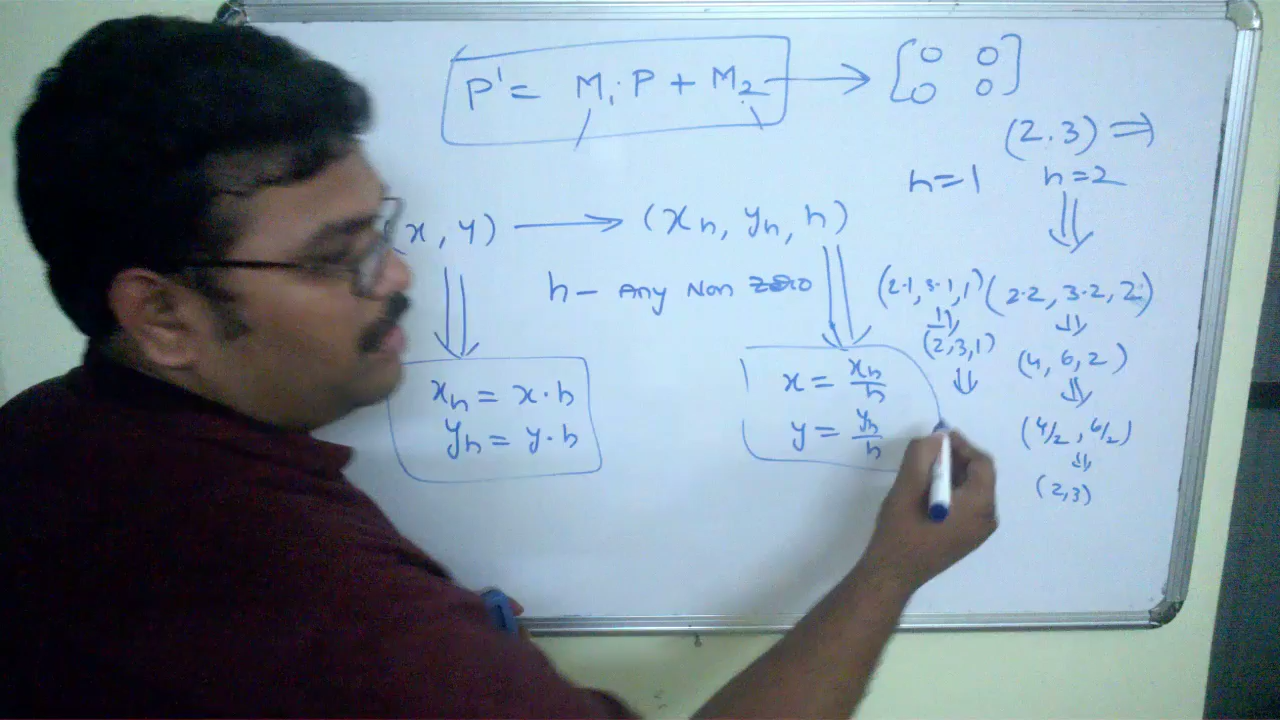 P' = M₁ · P + M₂ → [0 0
0 0]
(2.3) ⇒
h=1 h=2
(x, y) → (xₕ, yₕ, h)
h – Any Non Zero
(2·1, 3·1, 1) (2·2, 3·2, 2)
(2, 3, 1) (4, 6, 2)
xₕ = x · h
yₕ = y · h
x = xₕ/h
y = yₕ/h
(4/2, 6/2)
(2,3)